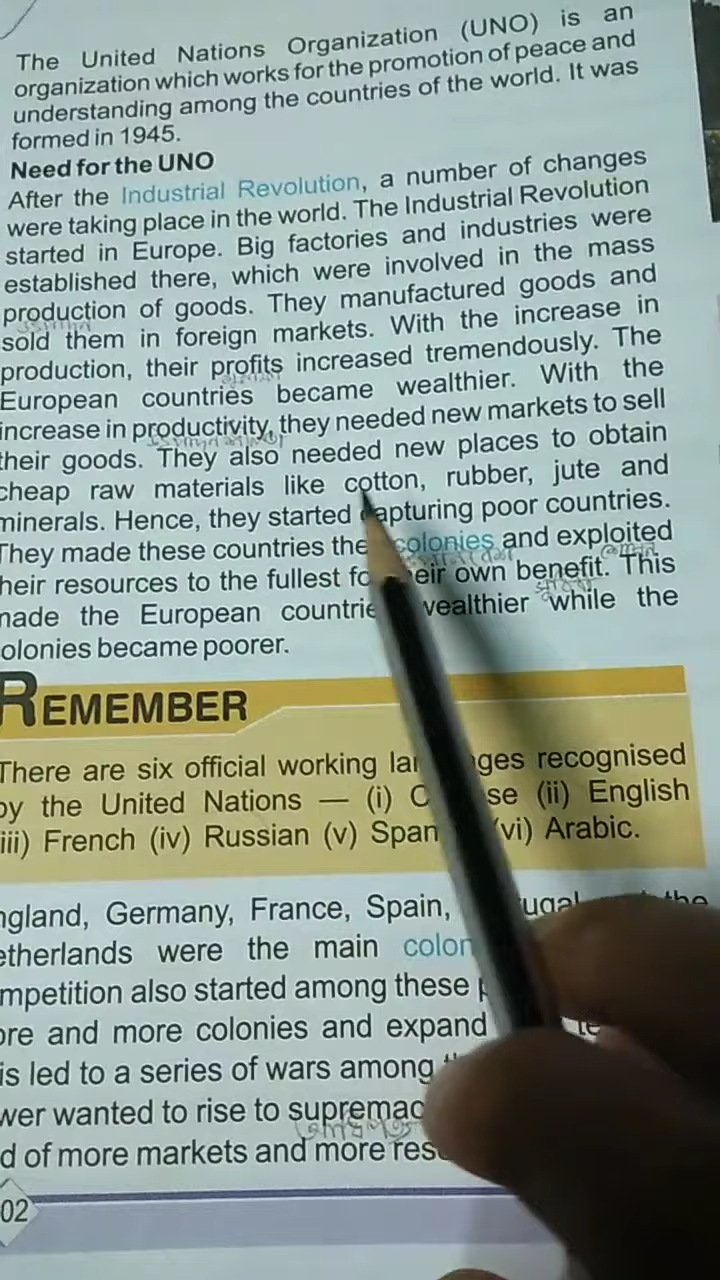 The United Nations Organization (UNO) is an
organization which works for the promotion of peace and
understanding among the countries of the world. It was
formed in 1945.
Need for the UNO
After the Industrial Revolution, a number of changes
were taking place in the world. The Industrial Revolution
started in Europe. Big factories and industries were
established there, which were involved in the mass
production of goods. They manufactured goods and
sold them in foreign markets. With the increase in
production, their profits increased tremendously. The
European countries became wealthier. With the
increase in productivity, they needed new markets to sell
their goods. They also needed new places to obtain
cheap raw materials like cotton, rubber, jute and
minerals. Hence, they started capturing poor countries.
They made these countries the colonies and exploited
heir resources to the fullest fo eir own benefit. This
nade the European countrie wealthier while the
olonies became poorer.
REMEMBER
There are six official working la ges recognised
by the United Nations — (i) C se (ii) English
iii) French (iv) Russian (v) Span (vi) Arabic.
ngland, Germany, France, Spain, ugal the
etherlands were the main colon
mpetition also started among these p
ore and more colonies and expand te
is led to a series of wars among
wer wanted to rise to supremac
d of more markets and more res
02